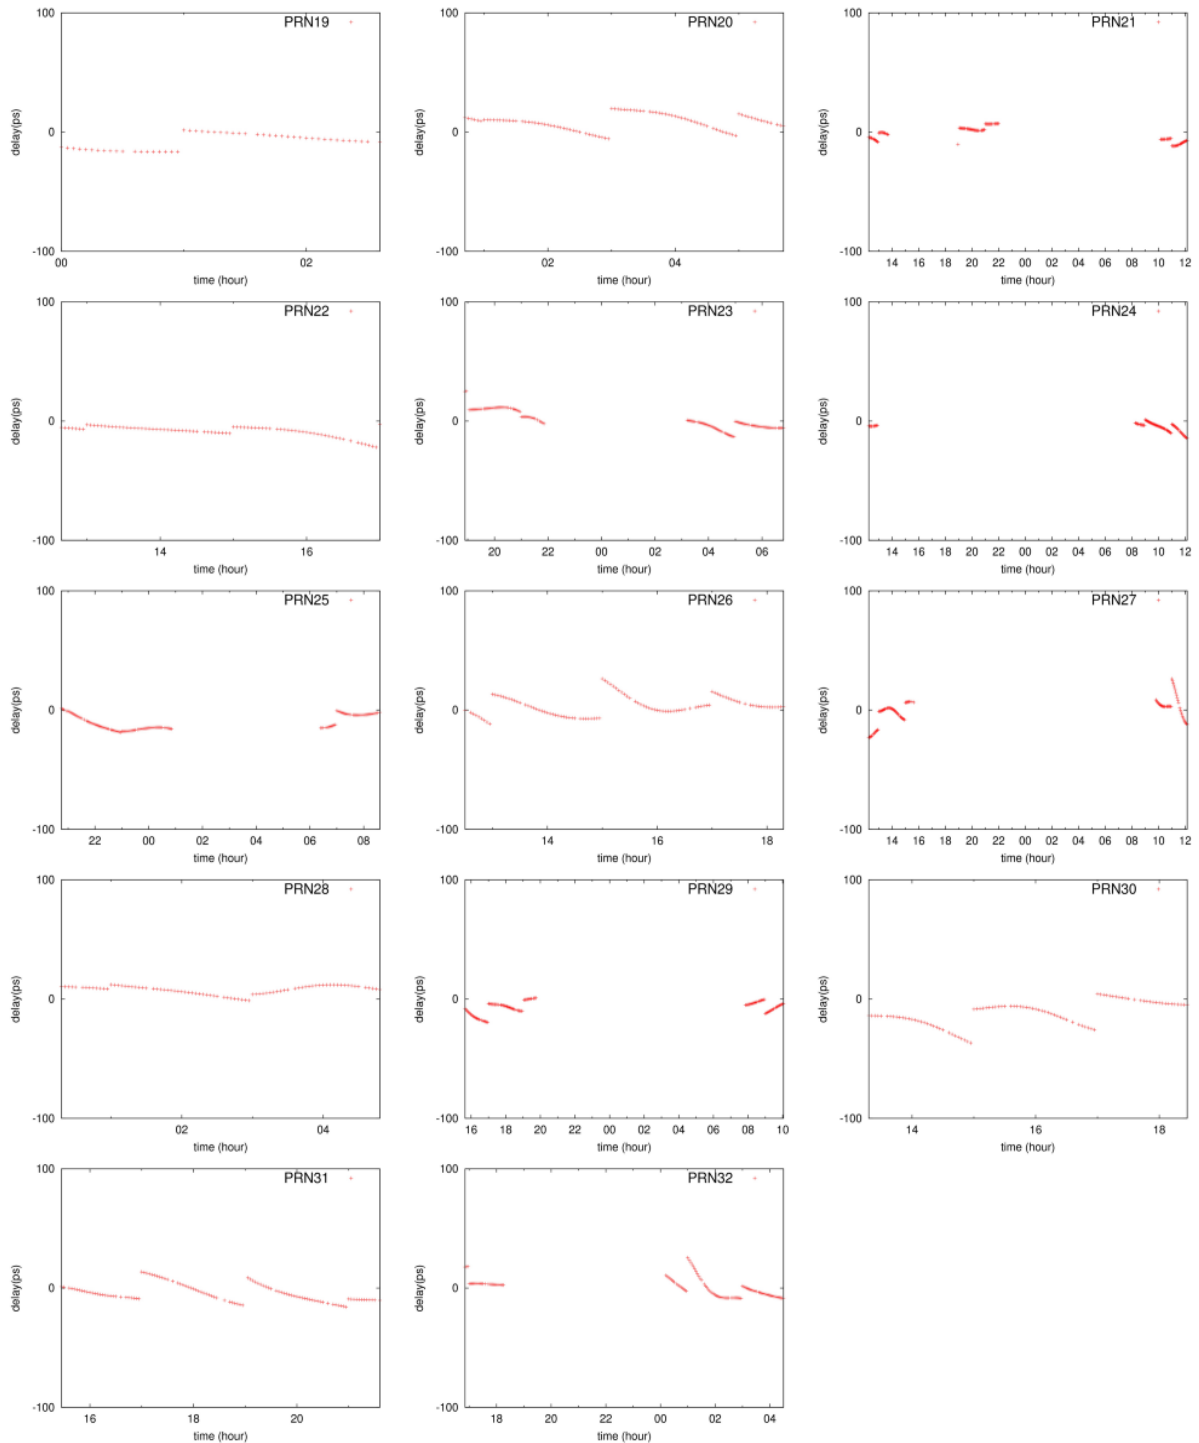 100 PRN19
delay(ps)
0
-100
00 02
time (hour)
100 PRN20
delay(ps)
0
-100
02 04
time (hour)
100 PRN21
delay(ps)
0
-100
14 16 18 20 22 00 02 04 06 08 10 12
time (hour)
100 PRN22
delay(ps)
0
-100
14 16
time (hour)
100 PRN23
delay(ps)
0
-100
20 22 00 02 04 06
time (hour)
100 PRN24
delay(ps)
0
-100
14 16 18 20 22 00 02 04 06 08 10 12
time (hour)
100 PRN25
delay(ps)
0
-100
22 00 02 04 06 08
time (hour)
100 PRN26
delay(ps)
0
-100
14 16 18
time (hour)
100 PRN27
delay(ps)
0
-100
14 16 18 20 22 00 02 04 06 08 10 12
time (hour)
100 PRN28
delay(ps)
0
-100
02 04
time (hour)
100 PRN29
delay(ps)
0
-100
16 18 20 22 00 02 04 06 08 10
time (hour)
100 PRN30
delay(ps)
0
-100
14 16 18
time (hour)
100 PRN31
delay(ps)
0
-100
16 18 20
time (hour)
100 PRN32
delay(ps)
0
-100
18 20 22 00 02 04
time (hour)